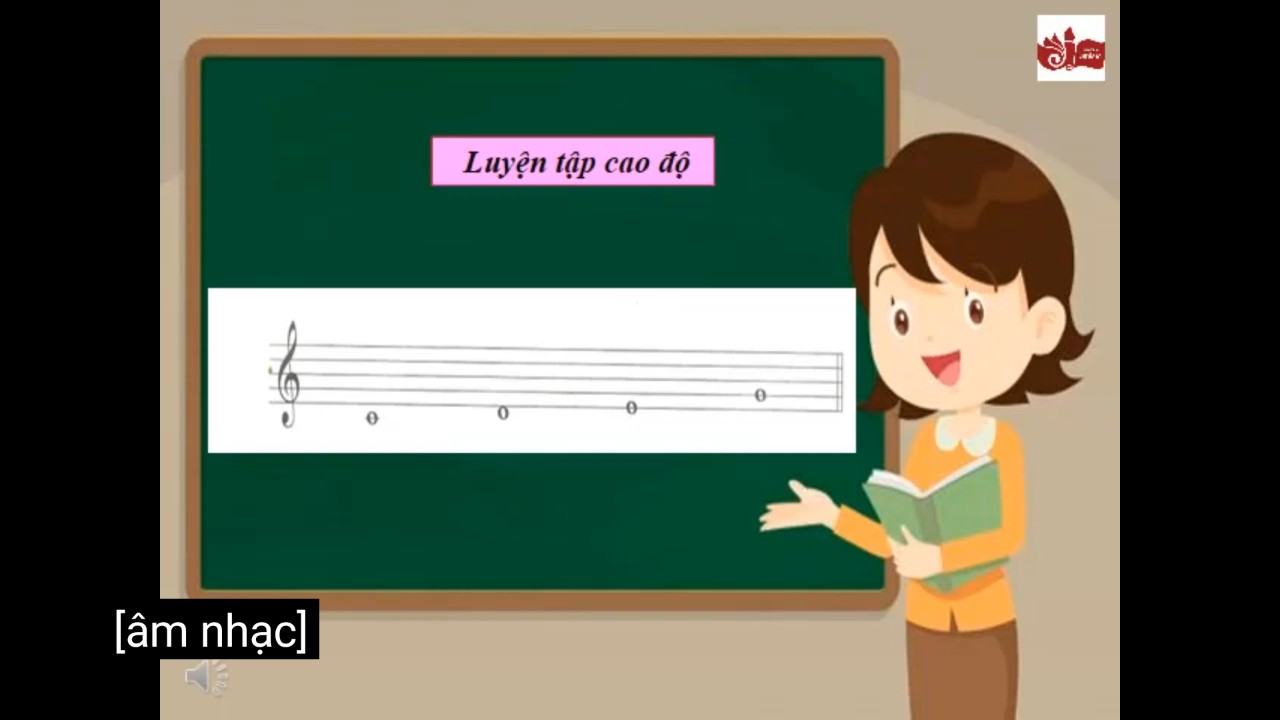 Luyện tập cao độ
[âm nhạc]